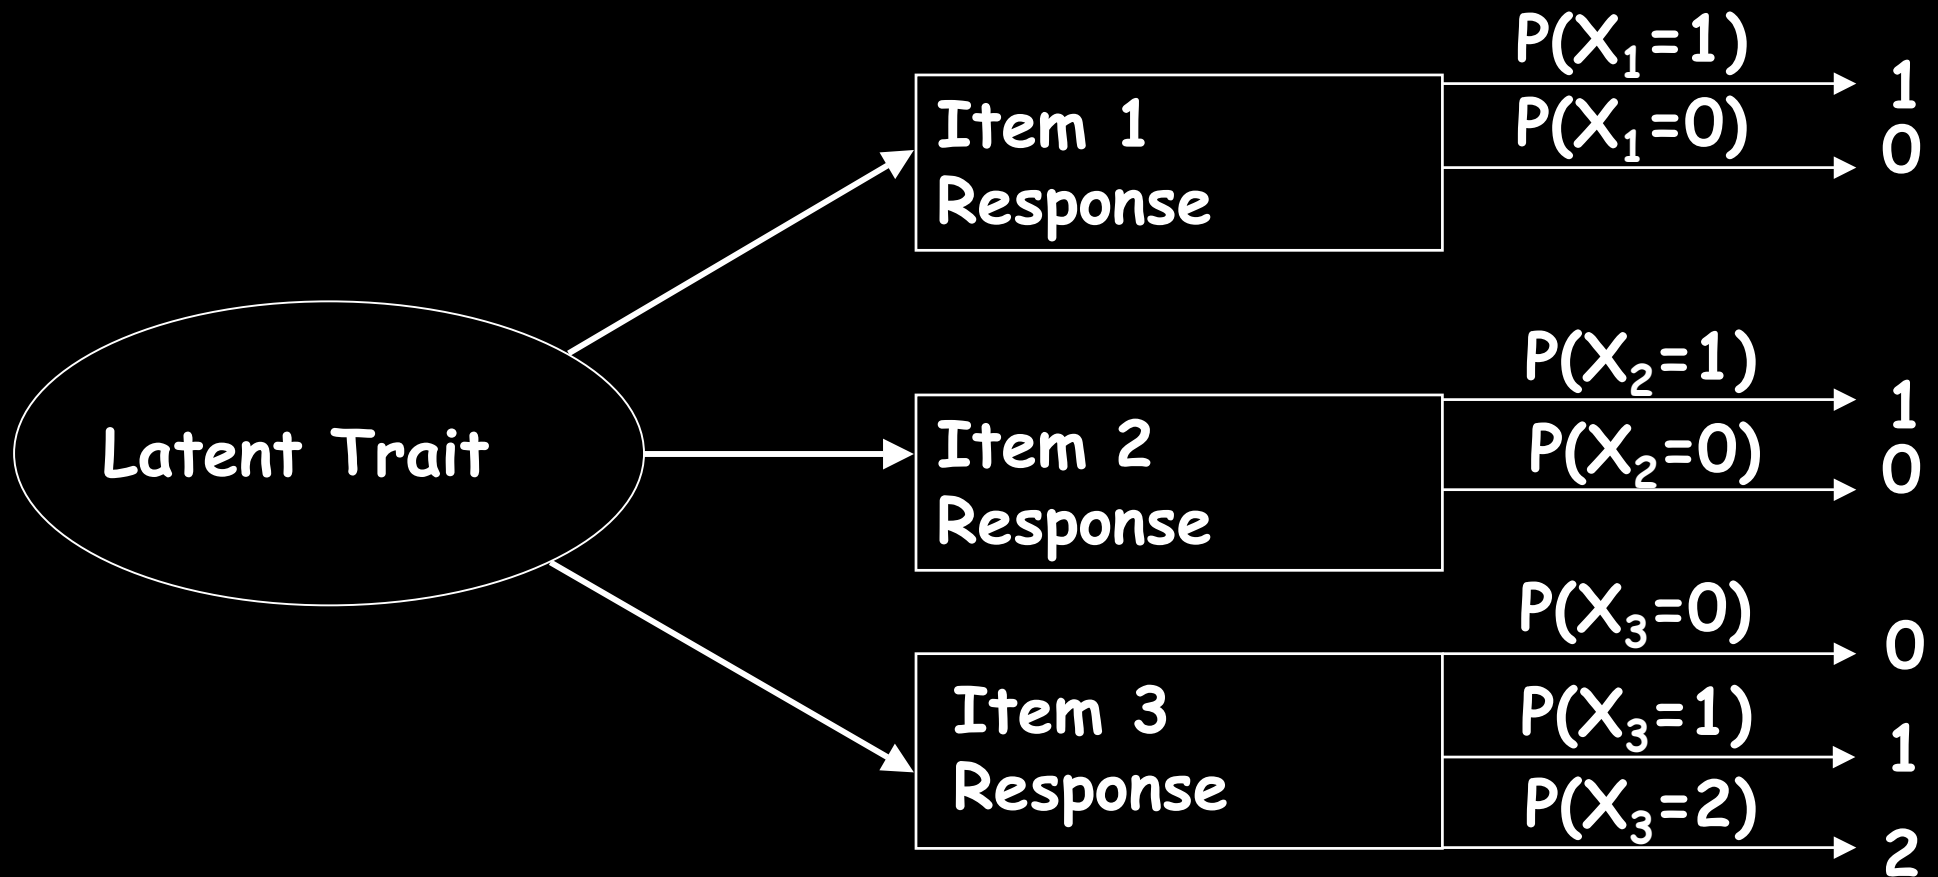 P(X₁=1)
1
Item 1
P(X₁=0)
0
Response
P(X₂=1)
1
Latent Trait
Item 2
P(X₂=0)
0
Response
P(X₃=0)
0
Item 3
P(X₃=1)
1
Response
P(X₃=2)
2